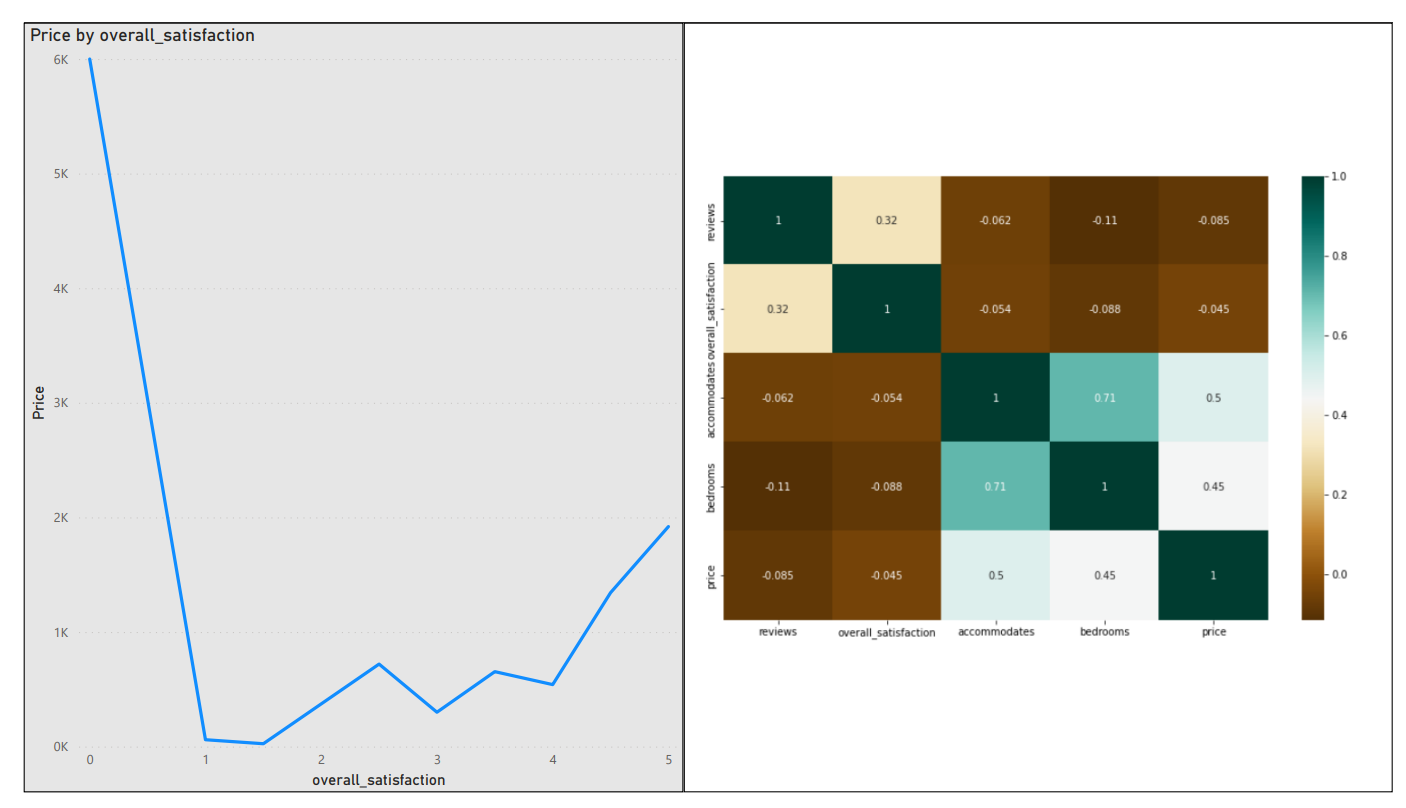 Price by overall_satisfaction
6K
5K
4K
3K
2K
1K
0K
Price
0 1 2 3 4 5
overall_satisfaction
reviews 1 0.32 -0.062 -0.11 -0.085
overall_satisfaction 0.32 1 -0.054 -0.088 -0.045
accommodates -0.062 -0.054 1 0.71 0.5
bedrooms -0.11 -0.088 0.71 1 0.45
price -0.085 -0.045 0.5 0.45 1
reviews overall_satisfaction accommodates bedrooms price
1.0
0.8
0.6
0.4
0.2
0.0